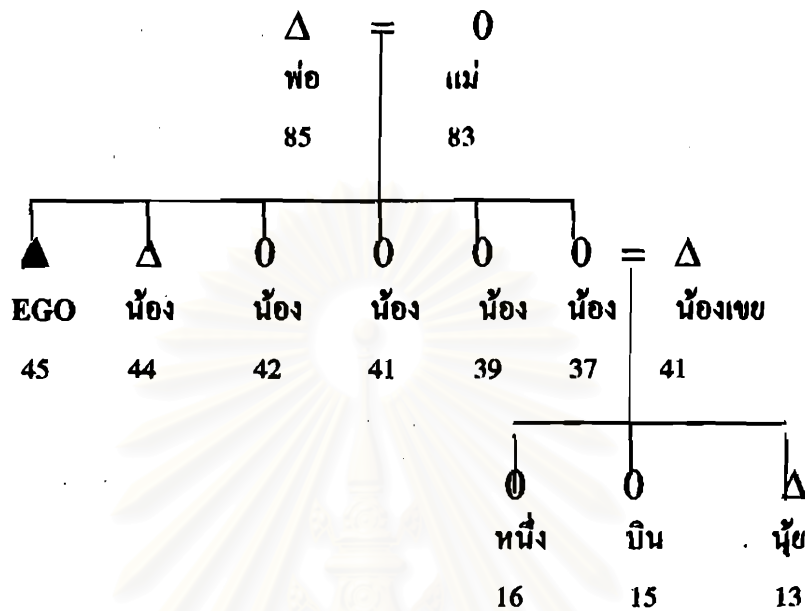 Δ = O
พ่อ แม่
85 83
▲ Δ O O O O = Δ
EGO น้อง น้อง น้อง น้อง น้อง น้องเขย
45 44 42 41 39 37 41
O O Δ
หนึ่ง บิน นุ้ย
16 15 13